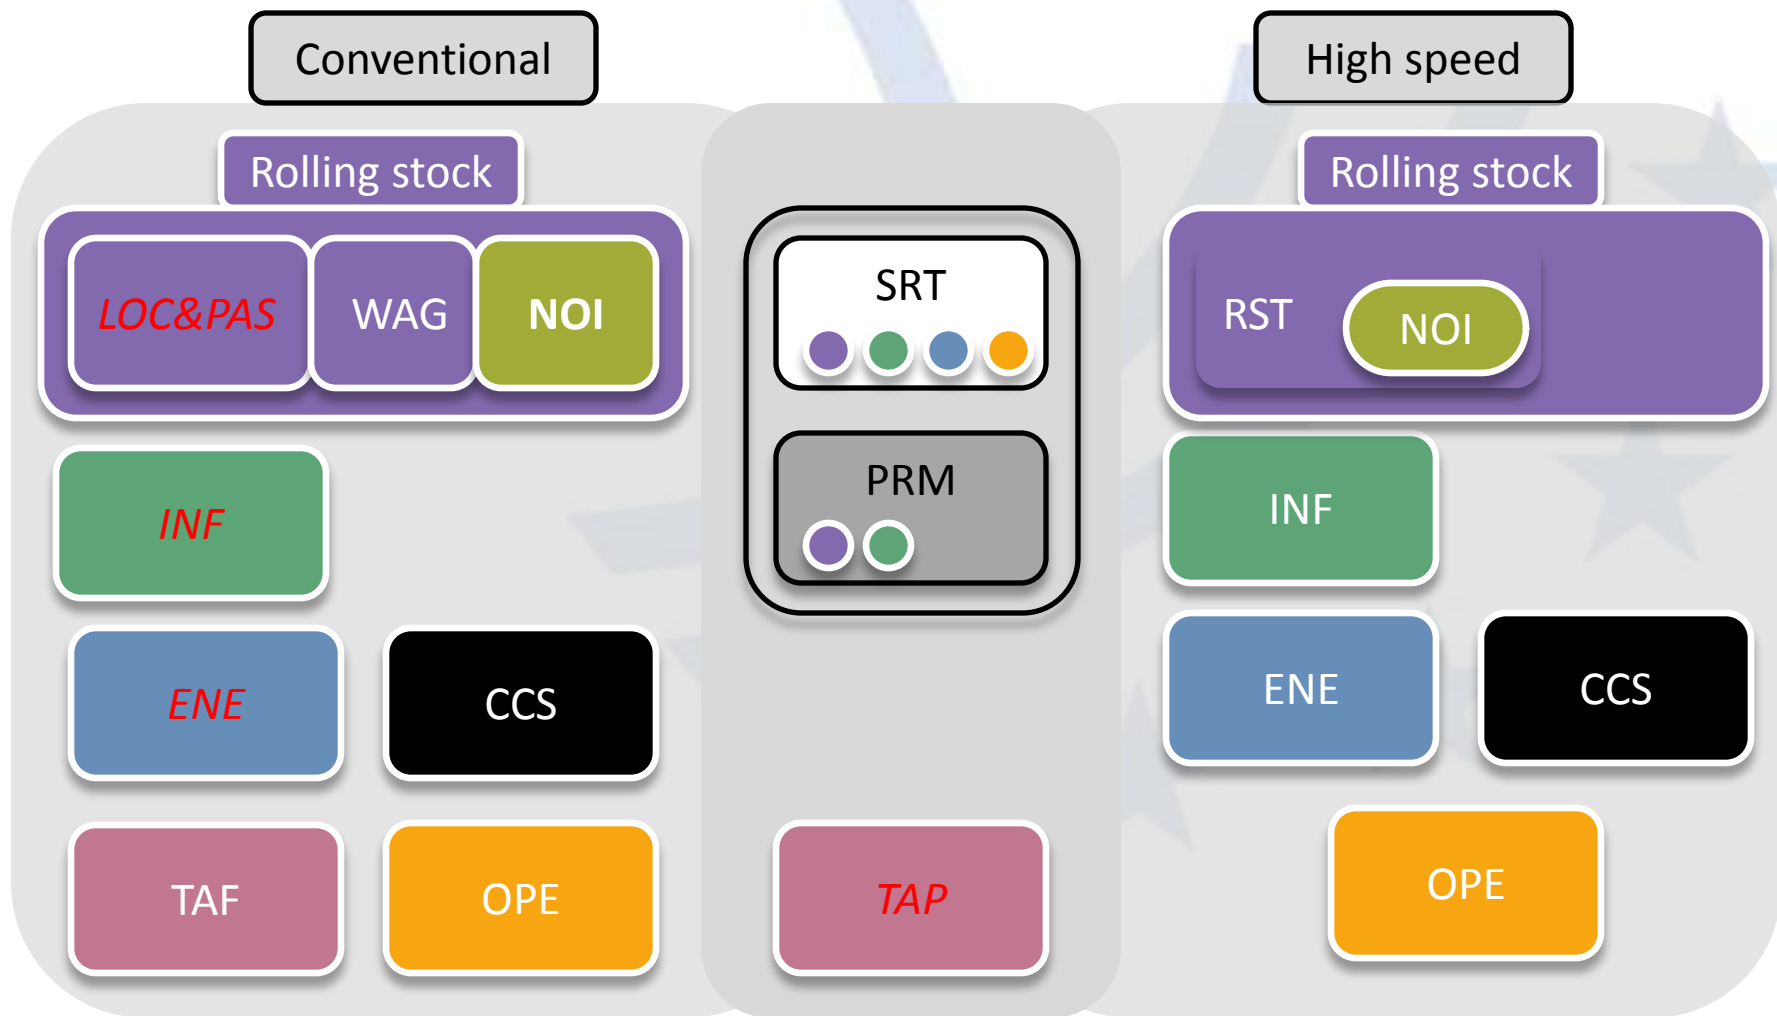 Conventional
High speed
Rolling stock
LOC&PAS
WAG
NOI
INF
ENE
CCS
TAF
OPE
SRT
PRM
TAP
Rolling stock
RST
NOI
INF
ENE
CCS
OPE